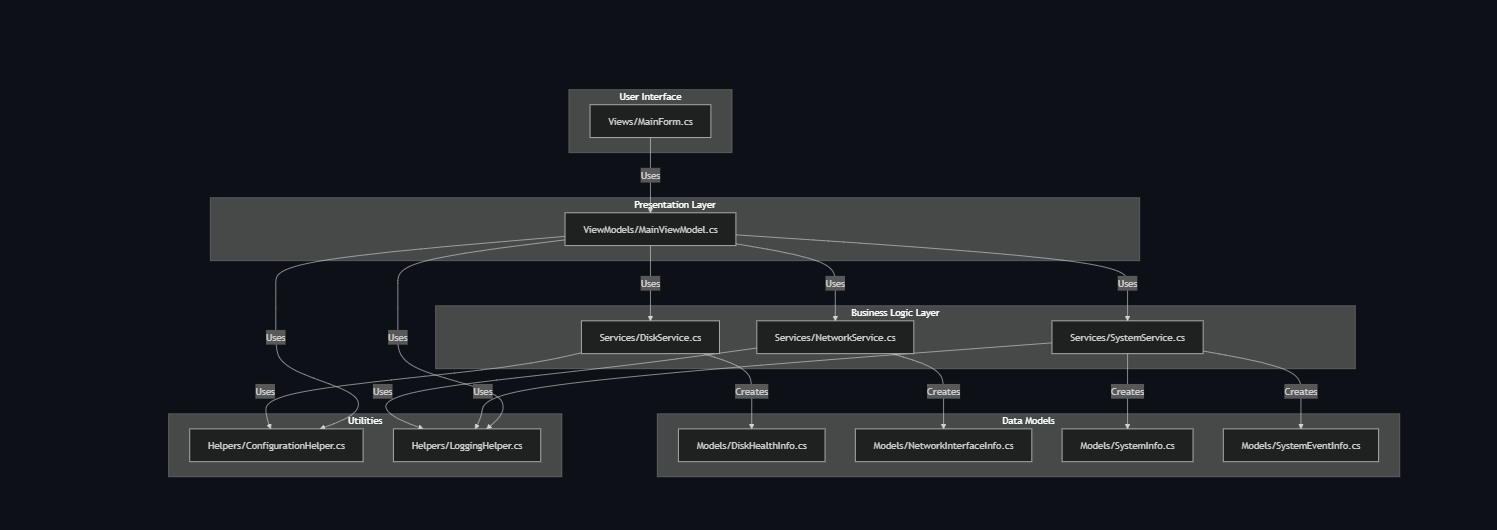 User Interface
Views/MainForm.cs
Uses
Presentation Layer
ViewModels/MainViewModel.cs
Uses
Uses
Uses
Business Logic Layer
Uses
Uses
Services/DiskService.cs
Services/NetworkService.cs
Services/SystemService.cs
Uses
Uses
Uses
Creates
Creates
Creates
Creates
Utilities
Data Models
Helpers/ConfigurationHelper.cs
Helpers/LoggingHelper.cs
Models/DiskHealthInfo.cs
Models/NetworkInterfaceInfo.cs
Models/SystemInfo.cs
Models/SystemEventInfo.cs